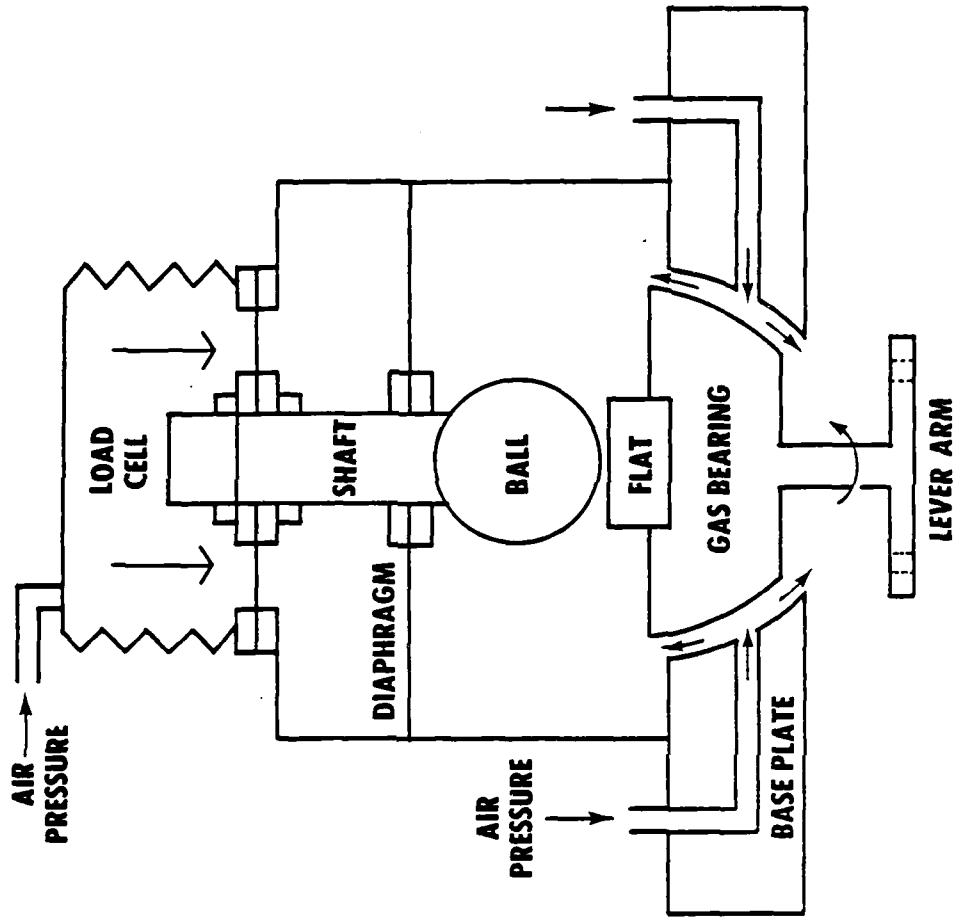 AIR
PRESSURE
LOAD
CELL
SHAFT
DIAPHRAGM
BALL
FLAT
AIR
PRESSURE
GAS BEARING
BASE PLATE
LEVER ARM